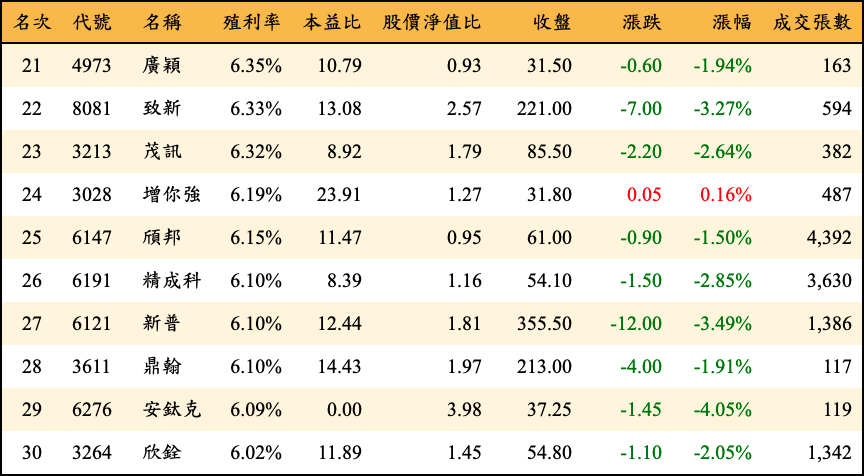 名次 代號 名稱 殖利率 本益比 股價淨值比 收盤 漲跌 漲幅 成交張數
21 4973 廣穎 6.35% 10.79 0.93 31.50 -0.60 -1.94% 163
22 8081 致新 6.33% 13.08 2.57 221.00 -7.00 -3.27% 594
23 3213 茂訊 6.32% 8.92 1.79 85.50 -2.20 -2.64% 382
24 3028 增你強 6.19% 23.91 1.27 31.80 0.05 0.16% 487
25 6147 頎邦 6.15% 11.47 0.95 61.00 -0.90 -1.50% 4,392
26 6191 精成科 6.10% 8.39 1.16 54.10 -1.50 -2.85% 3,630
27 6121 新普 6.10% 12.44 1.81 355.50 -12.00 -3.49% 1,386
28 3611 鼎翰 6.10% 14.43 1.97 213.00 -4.00 -1.91% 117
29 6276 安鈦克 6.09% 0.00 3.98 37.25 -1.45 -4.05% 119
30 3264 欣銓 6.02% 11.89 1.45 54.80 -1.10 -2.05% 1,342